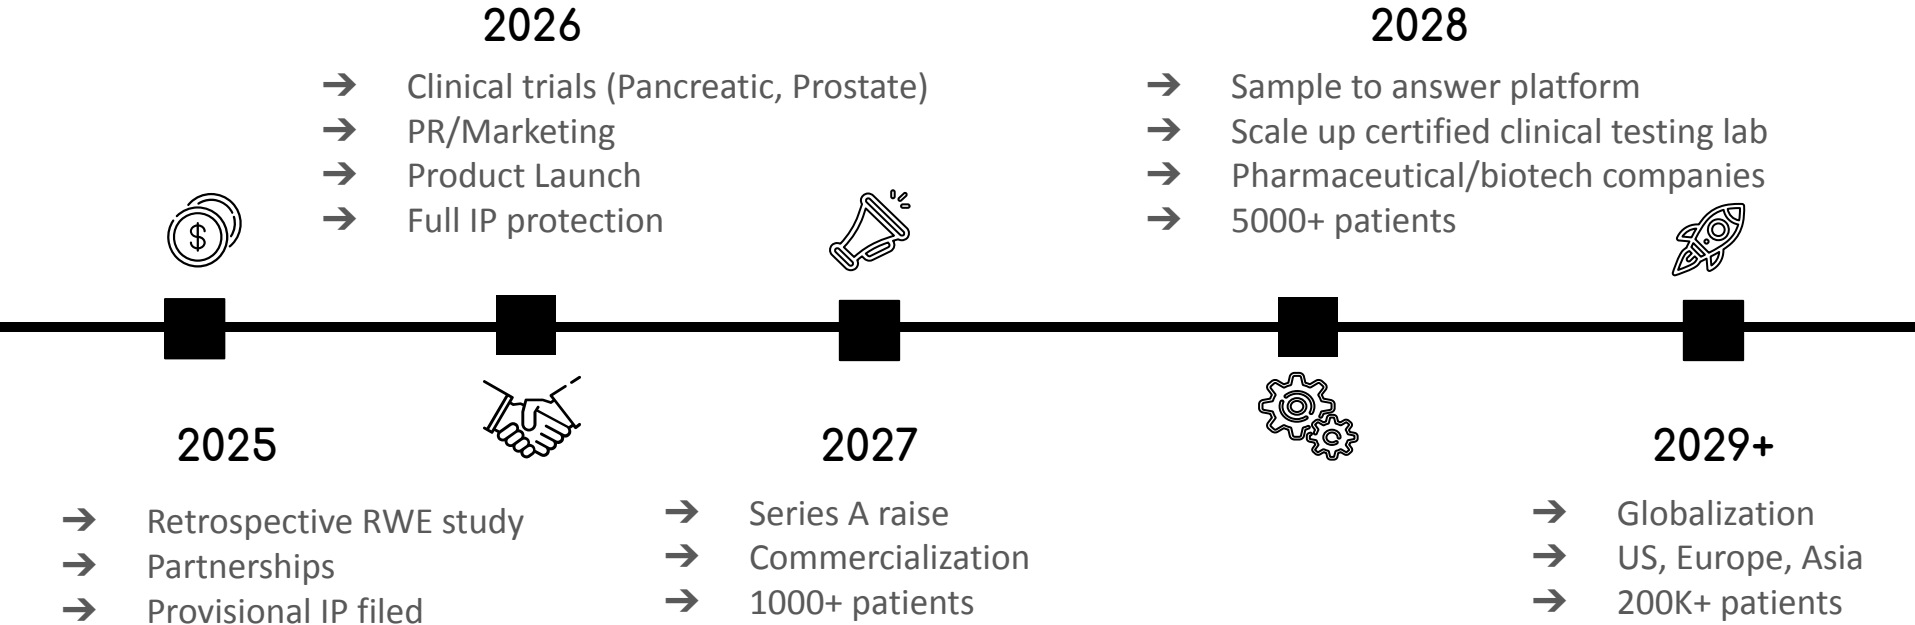 2026
➔ Clinical trials (Pancreatic, Prostate)
➔ PR/Marketing
➔ Product Launch
➔ Full IP protection
2028
➔ Sample to answer platform
➔ Scale up certified clinical testing lab
➔ Pharmaceutical/biotech companies
➔ 5000+ patients
$
2025
➔ Retrospective RWE study
➔ Partnerships
➔ Provisional IP filed
2027
➔ Series A raise
➔ Commercialization
➔ 1000+ patients
2029+
➔ Globalization
➔ US, Europe, Asia
➔ 200K+ patients